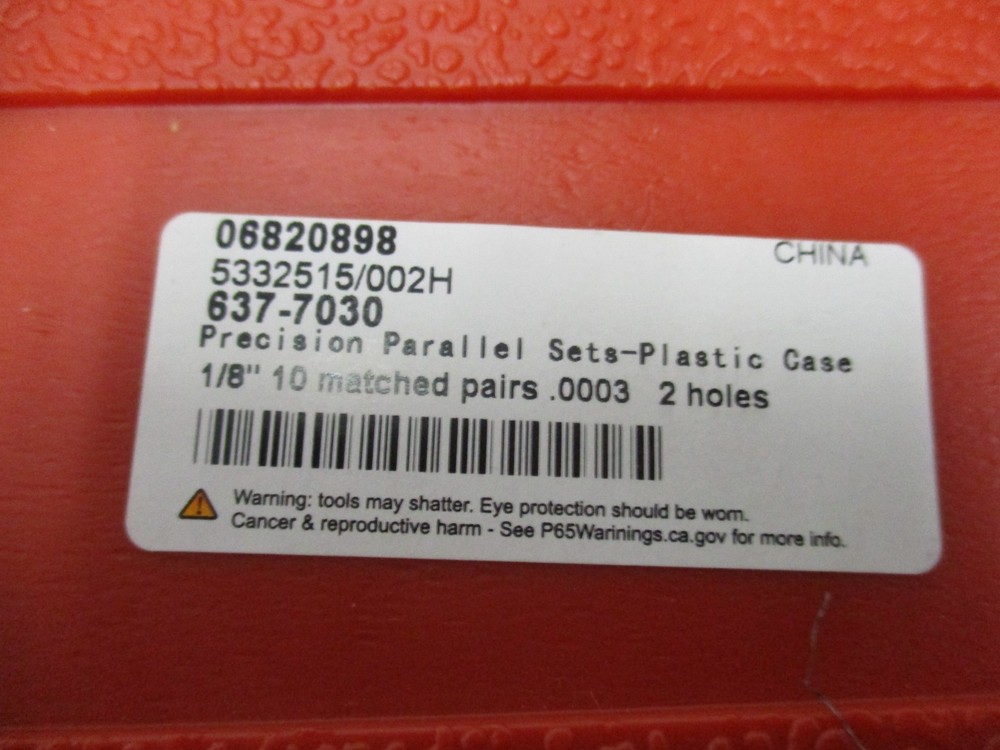 06820898
CHINA
5332515/002H
637-7030
Precision Parallel Sets-Plastic Case
1/8" 10 matched pairs .0003 2 holes
Warning: tools may shatter. Eye protection should be worn.
Cancer & reproductive harm - See P65Warinings.ca.gov for more info.